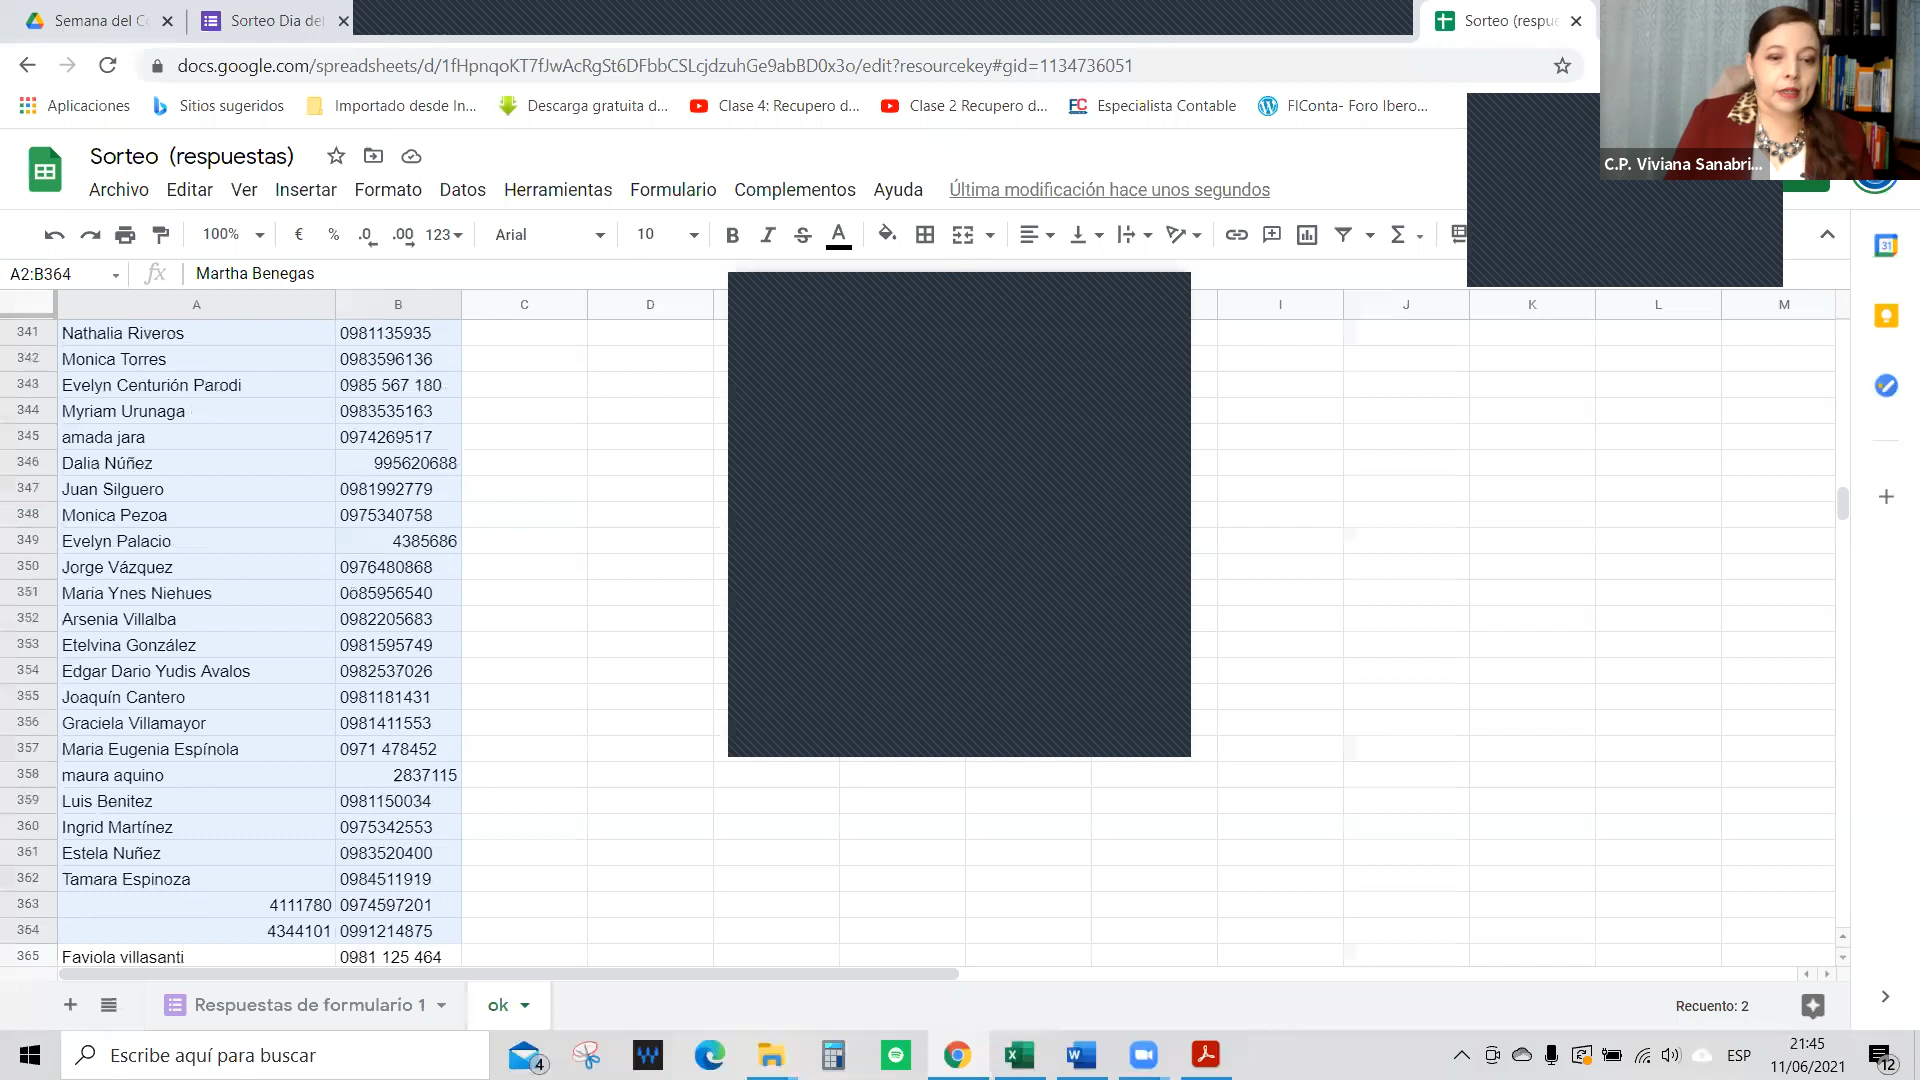 Semana del C
Sorteo Dia del
Sorteo (respue
docs.google.com/spreadsheets/d/1fHpnqoKT7fJwAcRgSt6DFbbCSLcjdzuhGe9abBD0x3o/edit?resourcekey#gid=1134736051
Aplicaciones
Sitios sugeridos
Importado desde In...
Descarga gratuita d...
Clase 4: Recupero d...
Clase 2 Recupero d...
Especialista Contable
FIConta- Foro Ibero...
C.P. Viviana Sanabri...
Sorteo (respuestas)
Archivo Editar Ver Insertar Formato Datos Herramientas Formulario Complementos Ayuda Última modificación hace unos segundos
100% € % .0 .00 123 Arial 10
A2:B364 fx Martha Benegas
A B C D I J K L M
341 Nathalia Riveros 0981135935
342 Monica Torres 0983596136
343 Evelyn Centurión Parodi 0985 567 180
344 Myriam Urunaga 0983535163
345 amada jara 0974269517
346 Dalia Núñez 995620688
347 Juan Silguero 0981992779
348 Monica Pezoa 0975340758
349 Evelyn Palacio 4385686
350 Jorge Vázquez 0976480868
351 Maria Ynes Niehues 0685956540
352 Arsenia Villalba 0982205683
353 Etelvina González 0981595749
354 Edgar Dario Yudis Avalos 0982537026
355 Joaquín Cantero 0981181431
356 Graciela Villamayor 0981411553
357 Maria Eugenia Espínola 0971 478452
358 maura aquino 2837115
359 Luis Benitez 0981150034
360 Ingrid Martínez 0975342553
361 Estela Nuñez 0983520400
362 Tamara Espinoza 0984511919
363 4111780 0974597201
364 4344101 0991214875
365 Faviola villasanti 0981 125 464
Respuestas de formulario 1
ok
Recuento: 2
Escribe aquí para buscar
4
ESP
21:45
11/06/2021
12